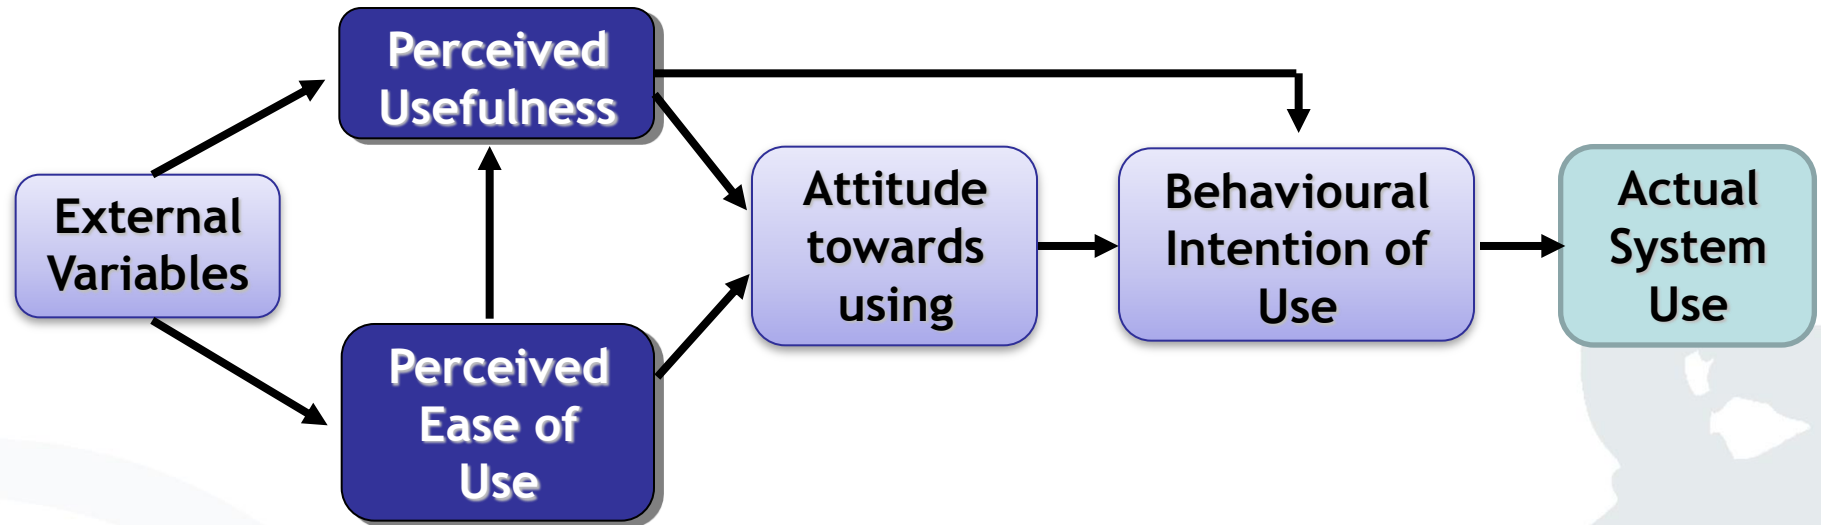 Perceived
Usefulness
External
Variables
Perceived
Ease of
Use
Attitude
towards
using
Behavioural
Intention of
Use
Actual
System
Use